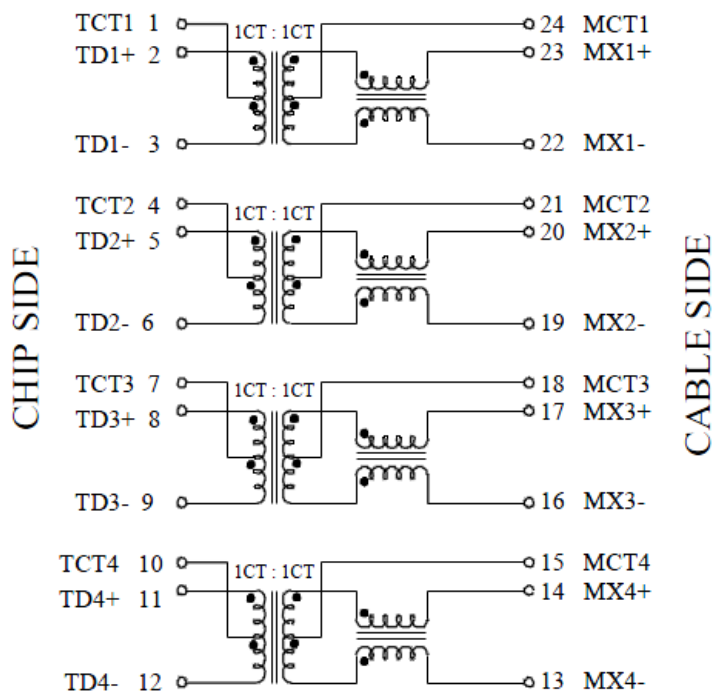 TCT1 1 1CT : 1CT 24 MCT1
TD1+ 2 23 MX1+
TD1- 3 22 MX1-
TCT2 4 1CT : 1CT 21 MCT2
TD2+ 5 20 MX2+
TD2- 6 19 MX2-
TCT3 7 1CT : 1CT 18 MCT3
TD3+ 8 17 MX3+
TD3- 9 16 MX3-
TCT4 10 1CT : 1CT 15 MCT4
TD4+ 11 14 MX4+
TD4- 12 13 MX4-
CHIP SIDE
CABLE SIDE